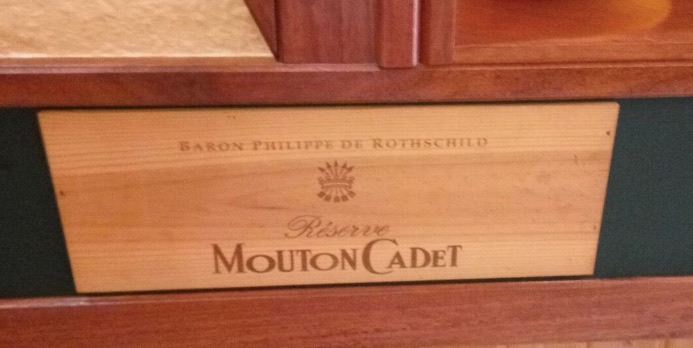 BARON PHILIPPE DE ROTHSCHILD
Réserve
MOUTON CADET